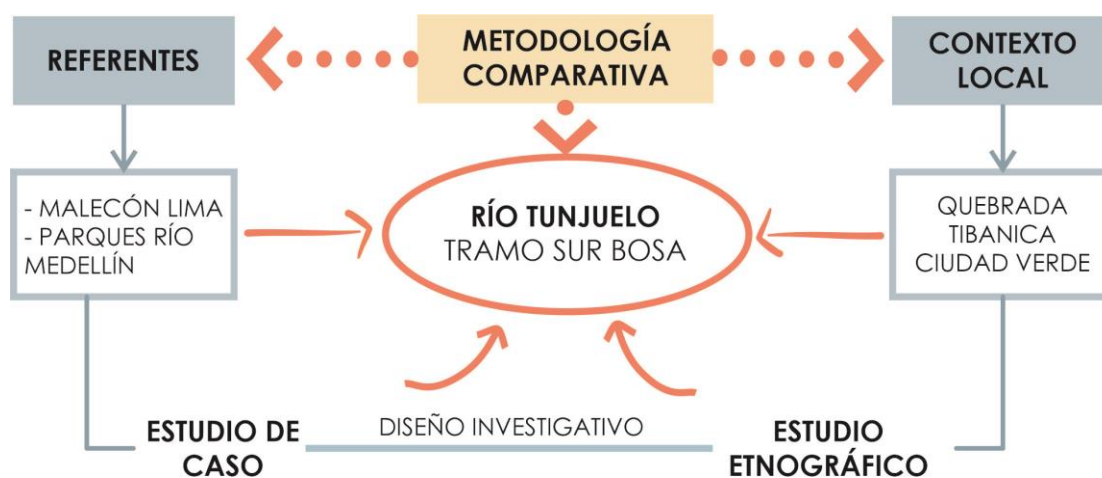 REFERENTES
METODOLOGÍA
COMPARATIVA
CONTEXTO
LOCAL
- MALECÓN LIMA
- PARQUES RÍO
MEDELLÍN
RÍO TUNJUELO
TRAMO SUR BOSA
QUEBRADA
TIBANICA
CIUDAD VERDE
ESTUDIO DE
CASO
DISEÑO INVESTIGATIVO
ESTUDIO
ETNOGRÁFICO